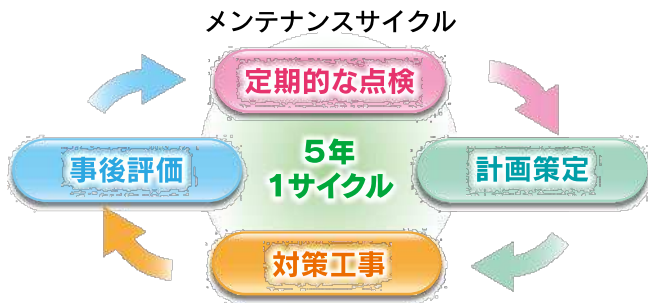 メンテナンスサイクル
定期的な点検
事後評価
5年
1サイクル
計画策定
対策工事